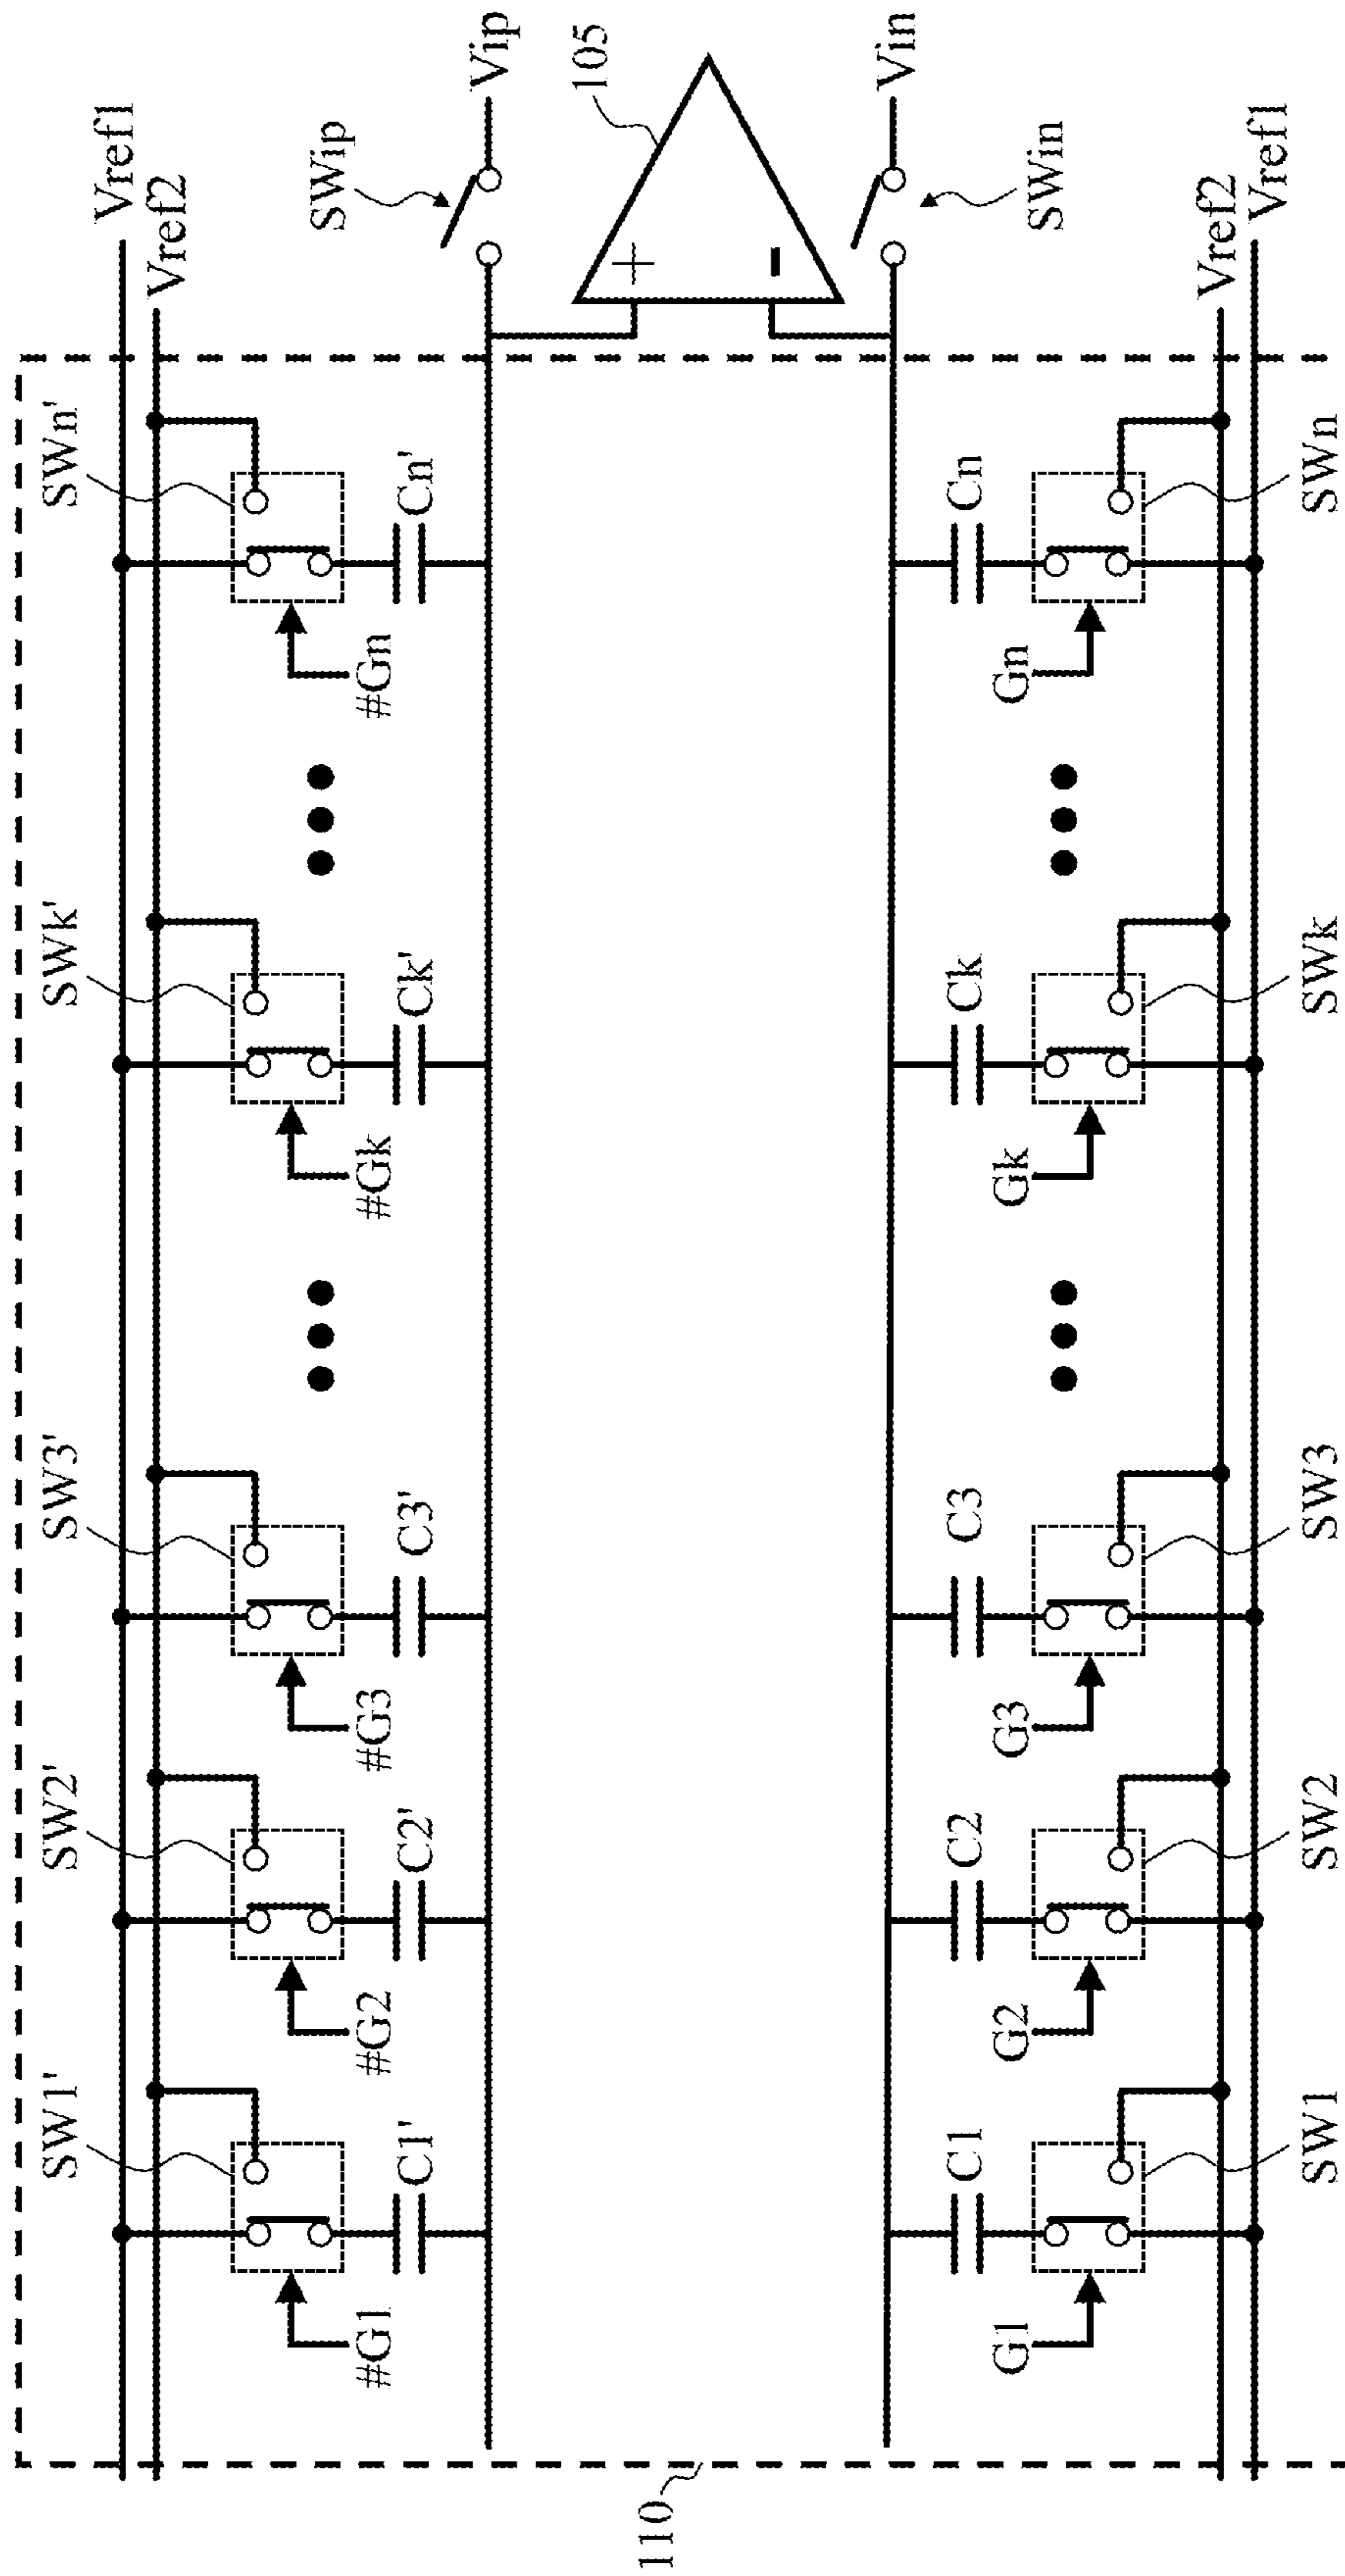 110
SW1'
SW2'
SW3'
SWk'
SWn'
Vref1
Vref2
#G1
C1'
#G2
C2'
#G3
C3'
#Gk
Ck'
#Gn
Cn'
SWip
Vip
105
+
-
Vin
SWin
G1
C1
G2
C2
G3
C3
Gk
Ck
Gn
Cn
Vref2
Vref1
SW1
SW2
SW3
SWk
SWn